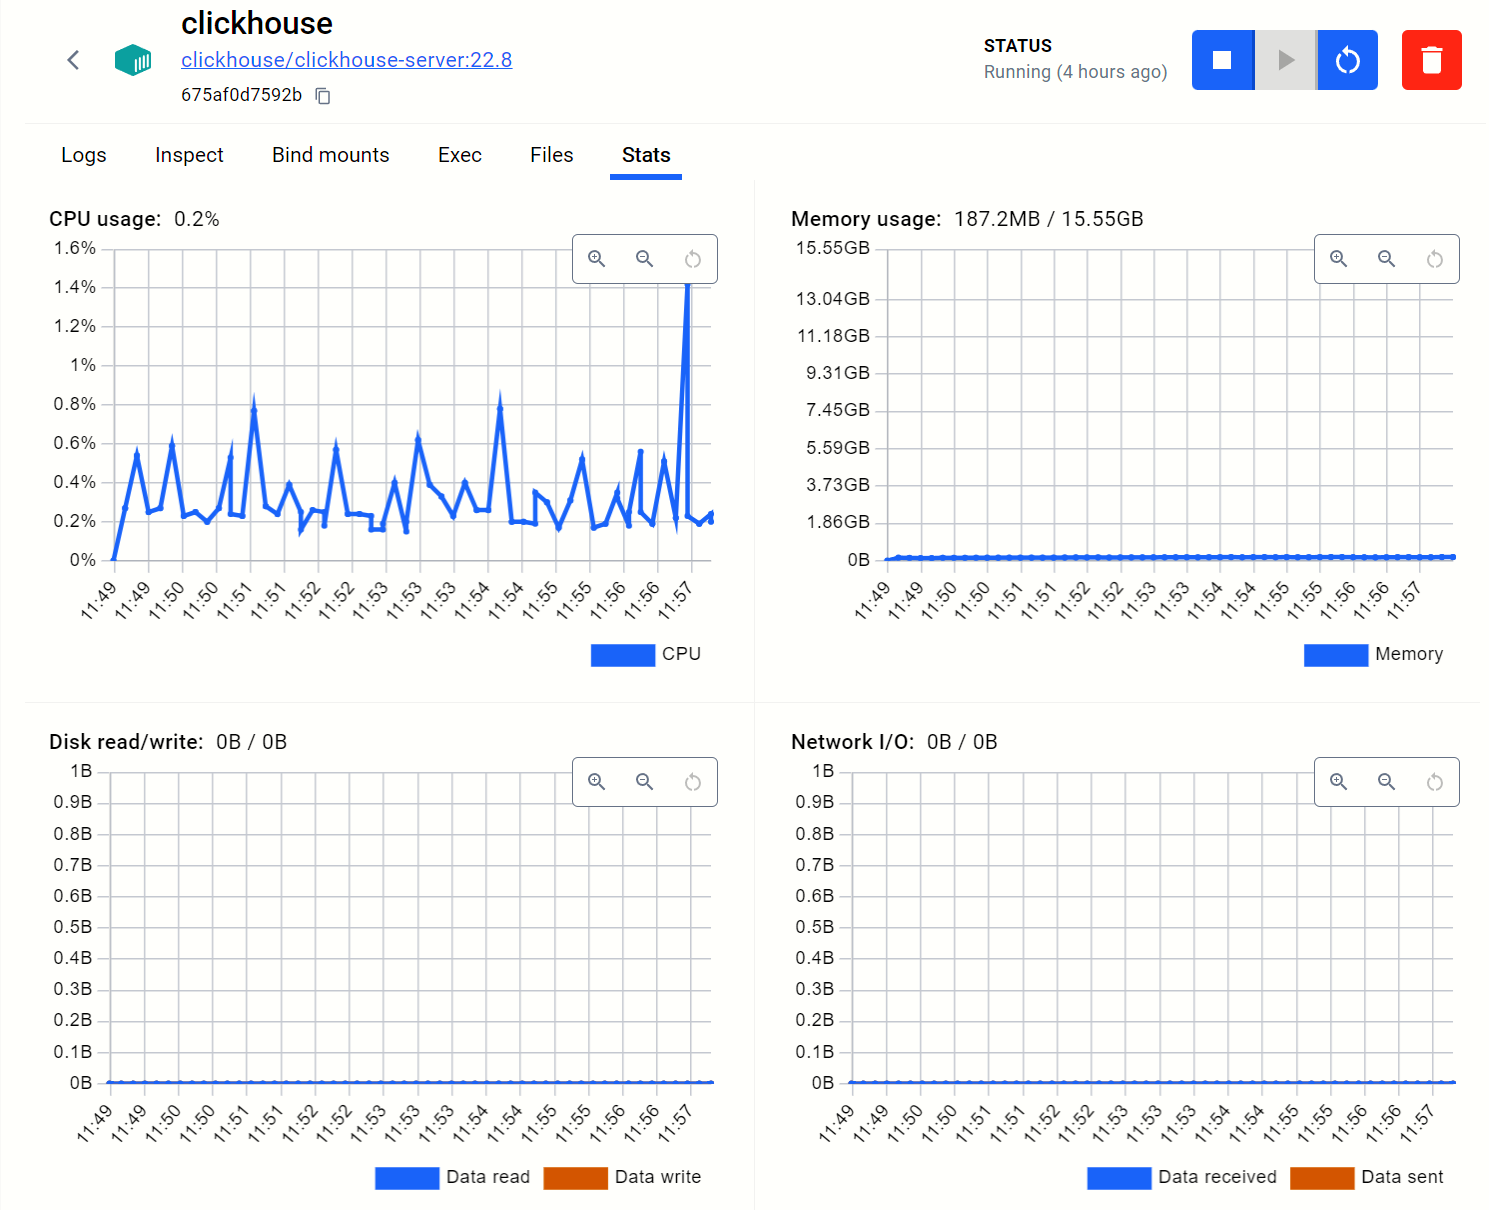 clickhouse
clickhouse/clickhouse-server:22.8
675af0d7592b
STATUS
Running (4 hours ago)
Logs Inspect Bind mounts Exec Files Stats
CPU usage: 0.2%
1.6%
1.4%
1.2%
1%
0.8%
0.6%
0.4%
0.2%
0%
11:49 11:49 11:50 11:50 11:51 11:51 11:52 11:52 11:53 11:53 11:54 11:54 11:55 11:55 11:56 11:56 11:57
CPU
Memory usage: 187.2MB / 15.55GB
15.55GB
13.04GB
11.18GB
9.31GB
7.45GB
5.59GB
3.73GB
1.86GB
0B
11:49 11:49 11:50 11:50 11:51 11:51 11:52 11:52 11:53 11:53 11:54 11:54 11:55 11:55 11:56 11:56 11:57
Memory
Disk read/write: 0B / 0B
1B
0.9B
0.8B
0.7B
0.6B
0.5B
0.4B
0.3B
0.2B
0.1B
0B
11:49 11:49 11:50 11:50 11:51 11:51 11:52 11:52 11:53 11:53 11:54 11:54 11:55 11:55 11:56 11:56 11:57
Data read Data write
Network I/O: 0B / 0B
1B
0.9B
0.8B
0.7B
0.6B
0.5B
0.4B
0.3B
0.2B
0.1B
0B
11:49 11:49 11:50 11:50 11:51 11:51 11:52 11:52 11:53 11:53 11:54 11:54 11:55 11:55 11:56 11:56 11:57
Data received Data sent